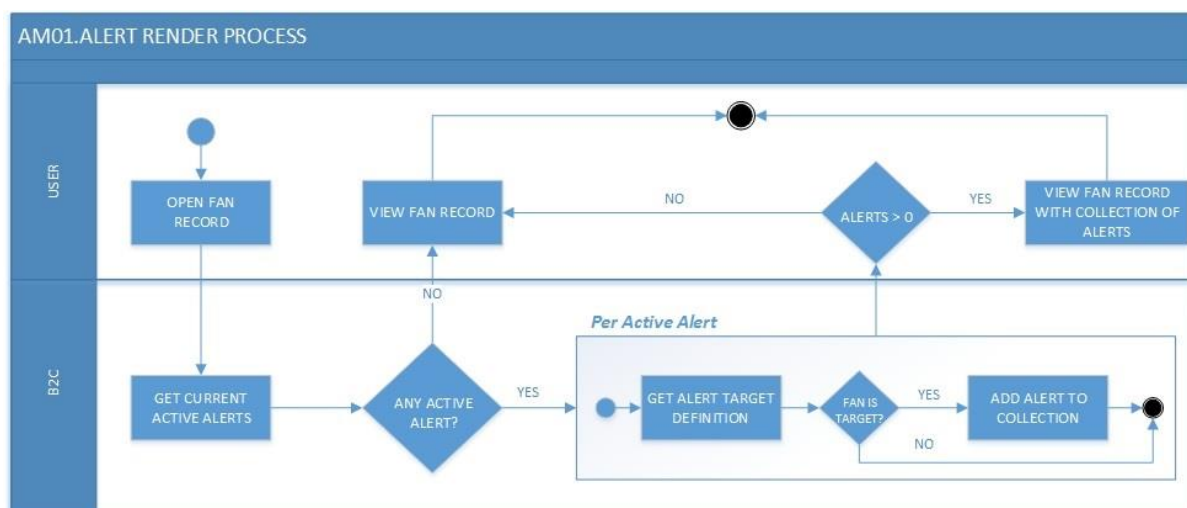 AM01.ALERT RENDER PROCESS
USER
OPEN FAN
RECORD
VIEW FAN RECORD
NO
ALERTS > 0
YES
VIEW FAN RECORD
WITH COLLECTION OF
ALERTS
B2C
GET CURRENT
ACTIVE ALERTS
NO
ANY ACTIVE
ALERT?
YES
Per Active Alert
GET ALERT TARGET
DEFINITION
FAN IS
TARGET?
YES
NO
ADD ALERT TO
COLLECTION